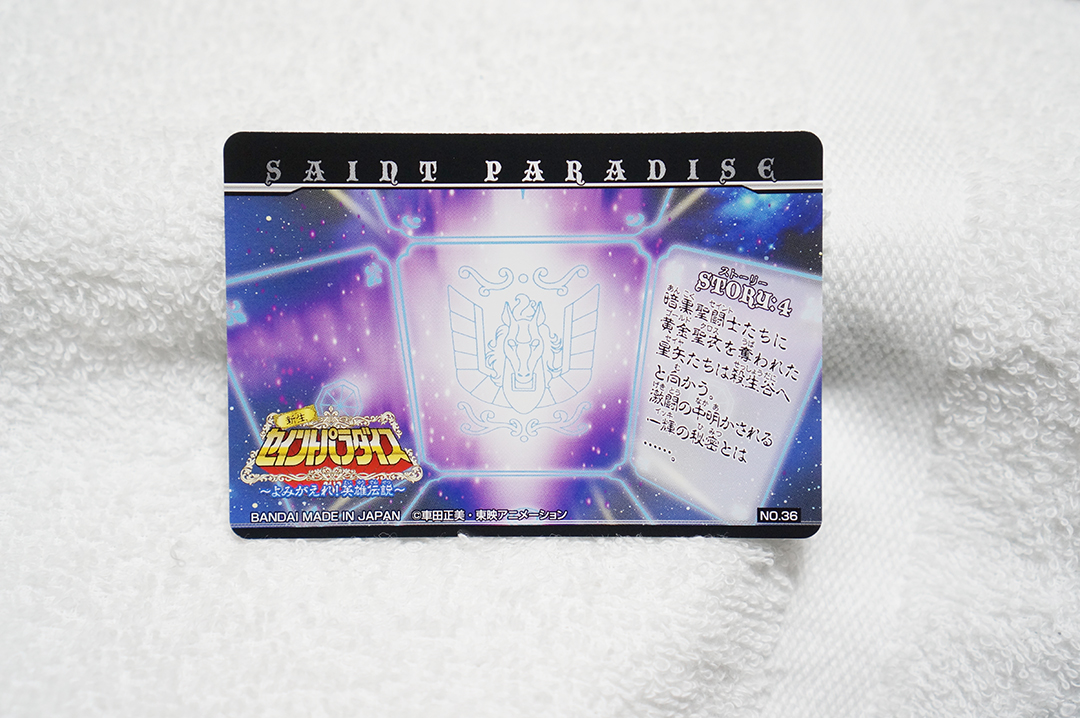 SAINT PARADISE
ストーリー
STORY:4
暗黒聖闘士たちに
黄金聖衣を奪われた
星矢たちは殺生谷へ
と向かう。
激闘の中明かされる
一輝の秘密とは
……。
新生
セイントパラダイス
~よみがえれ!英雄伝説~
BANDAI MADE IN JAPAN ©車田正美・東映アニメーション
NO.36